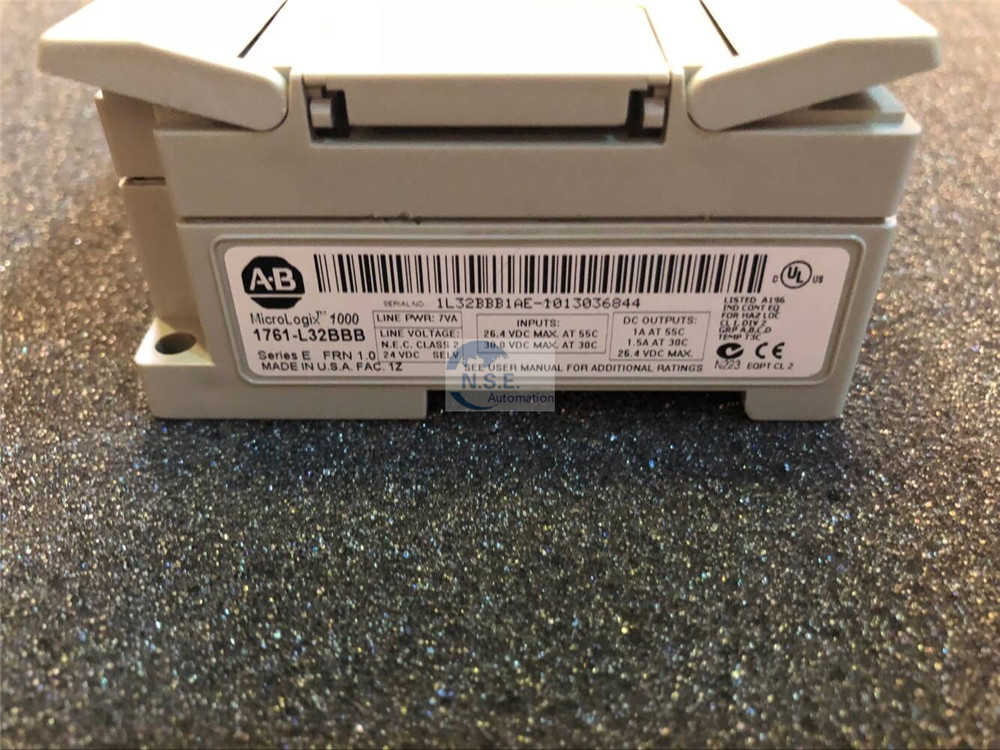 A-B
SERIAL NO. 1L32BBB1AE-1013036844
C UL US
MicroLogix™ 1000
1761-L32BBB
Series E FRN 1.0
MADE IN U.S.A. FAC. 1Z
LINE PWR: 7VA
LINE VOLTAGE:
N.E.C. CLASS 2
24 VDC SELV
INPUTS:
26.4 VDC MAX. AT 55C
30.0 VDC MAX. AT 30C
DC OUTPUTS:
1A AT 55C
1.5A AT 30C
26.4 VDC MAX.
SEE USER MANUAL FOR ADDITIONAL RATINGS
LISTED A196
IND CONT EQ
FOR HAZ LOC
CL I, DIV 2
GRP A,B,C,D
TEMP T3C
CE
N223 EQPT CL 2
N.S.E.
Automation